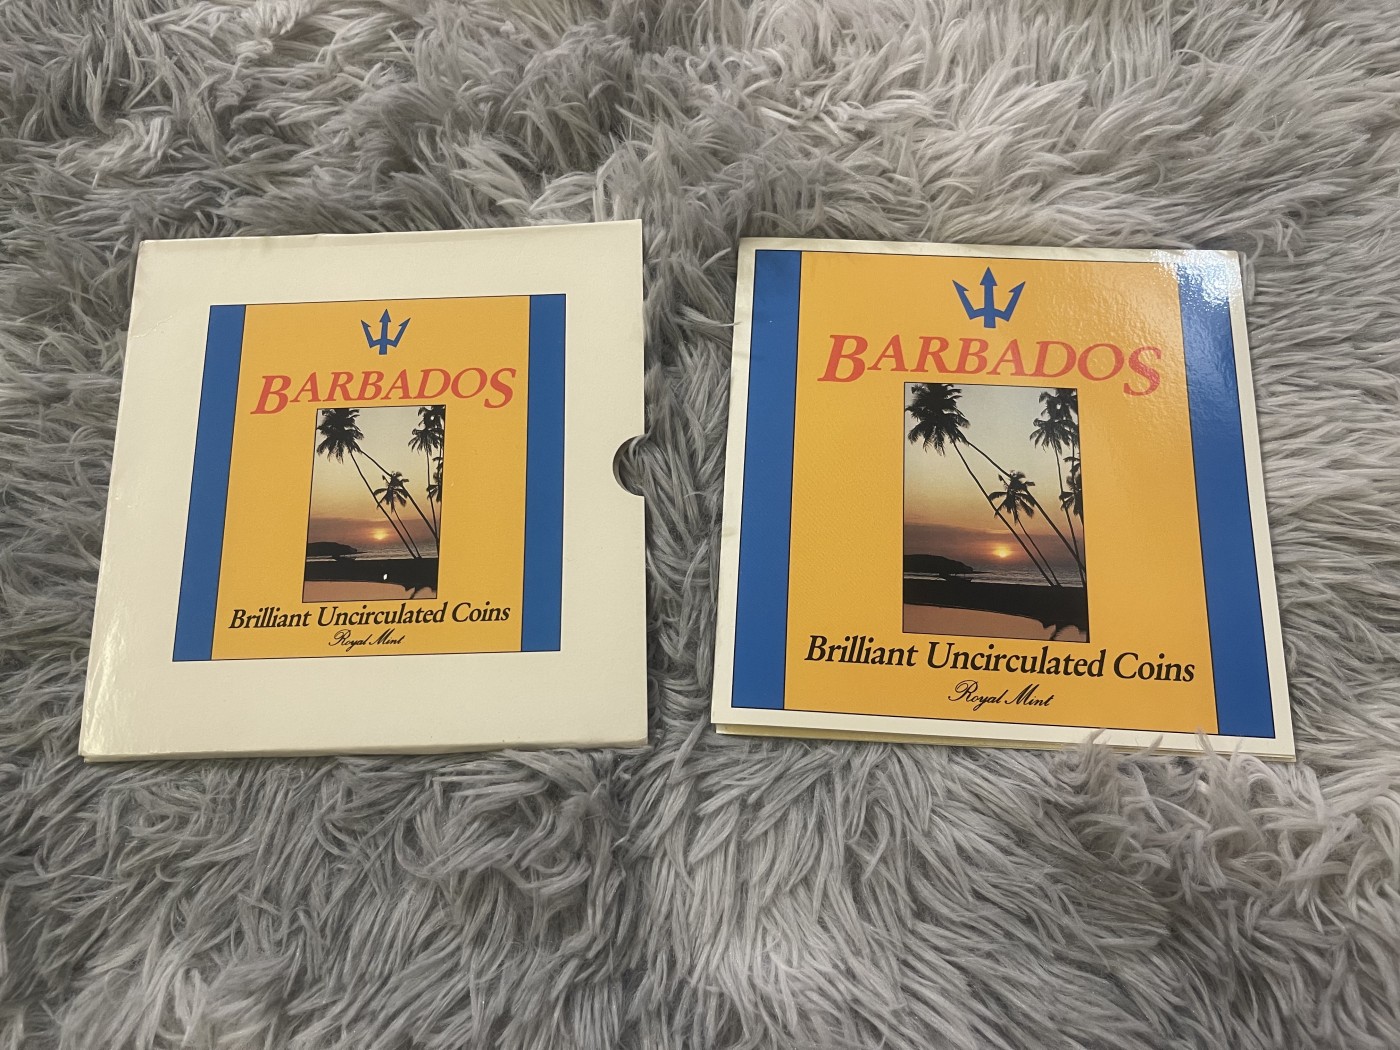 BARBADOS
Brilliant Uncirculated Coins
Royal Mint
BARBADOS
Brilliant Uncirculated Coins
Royal Mint